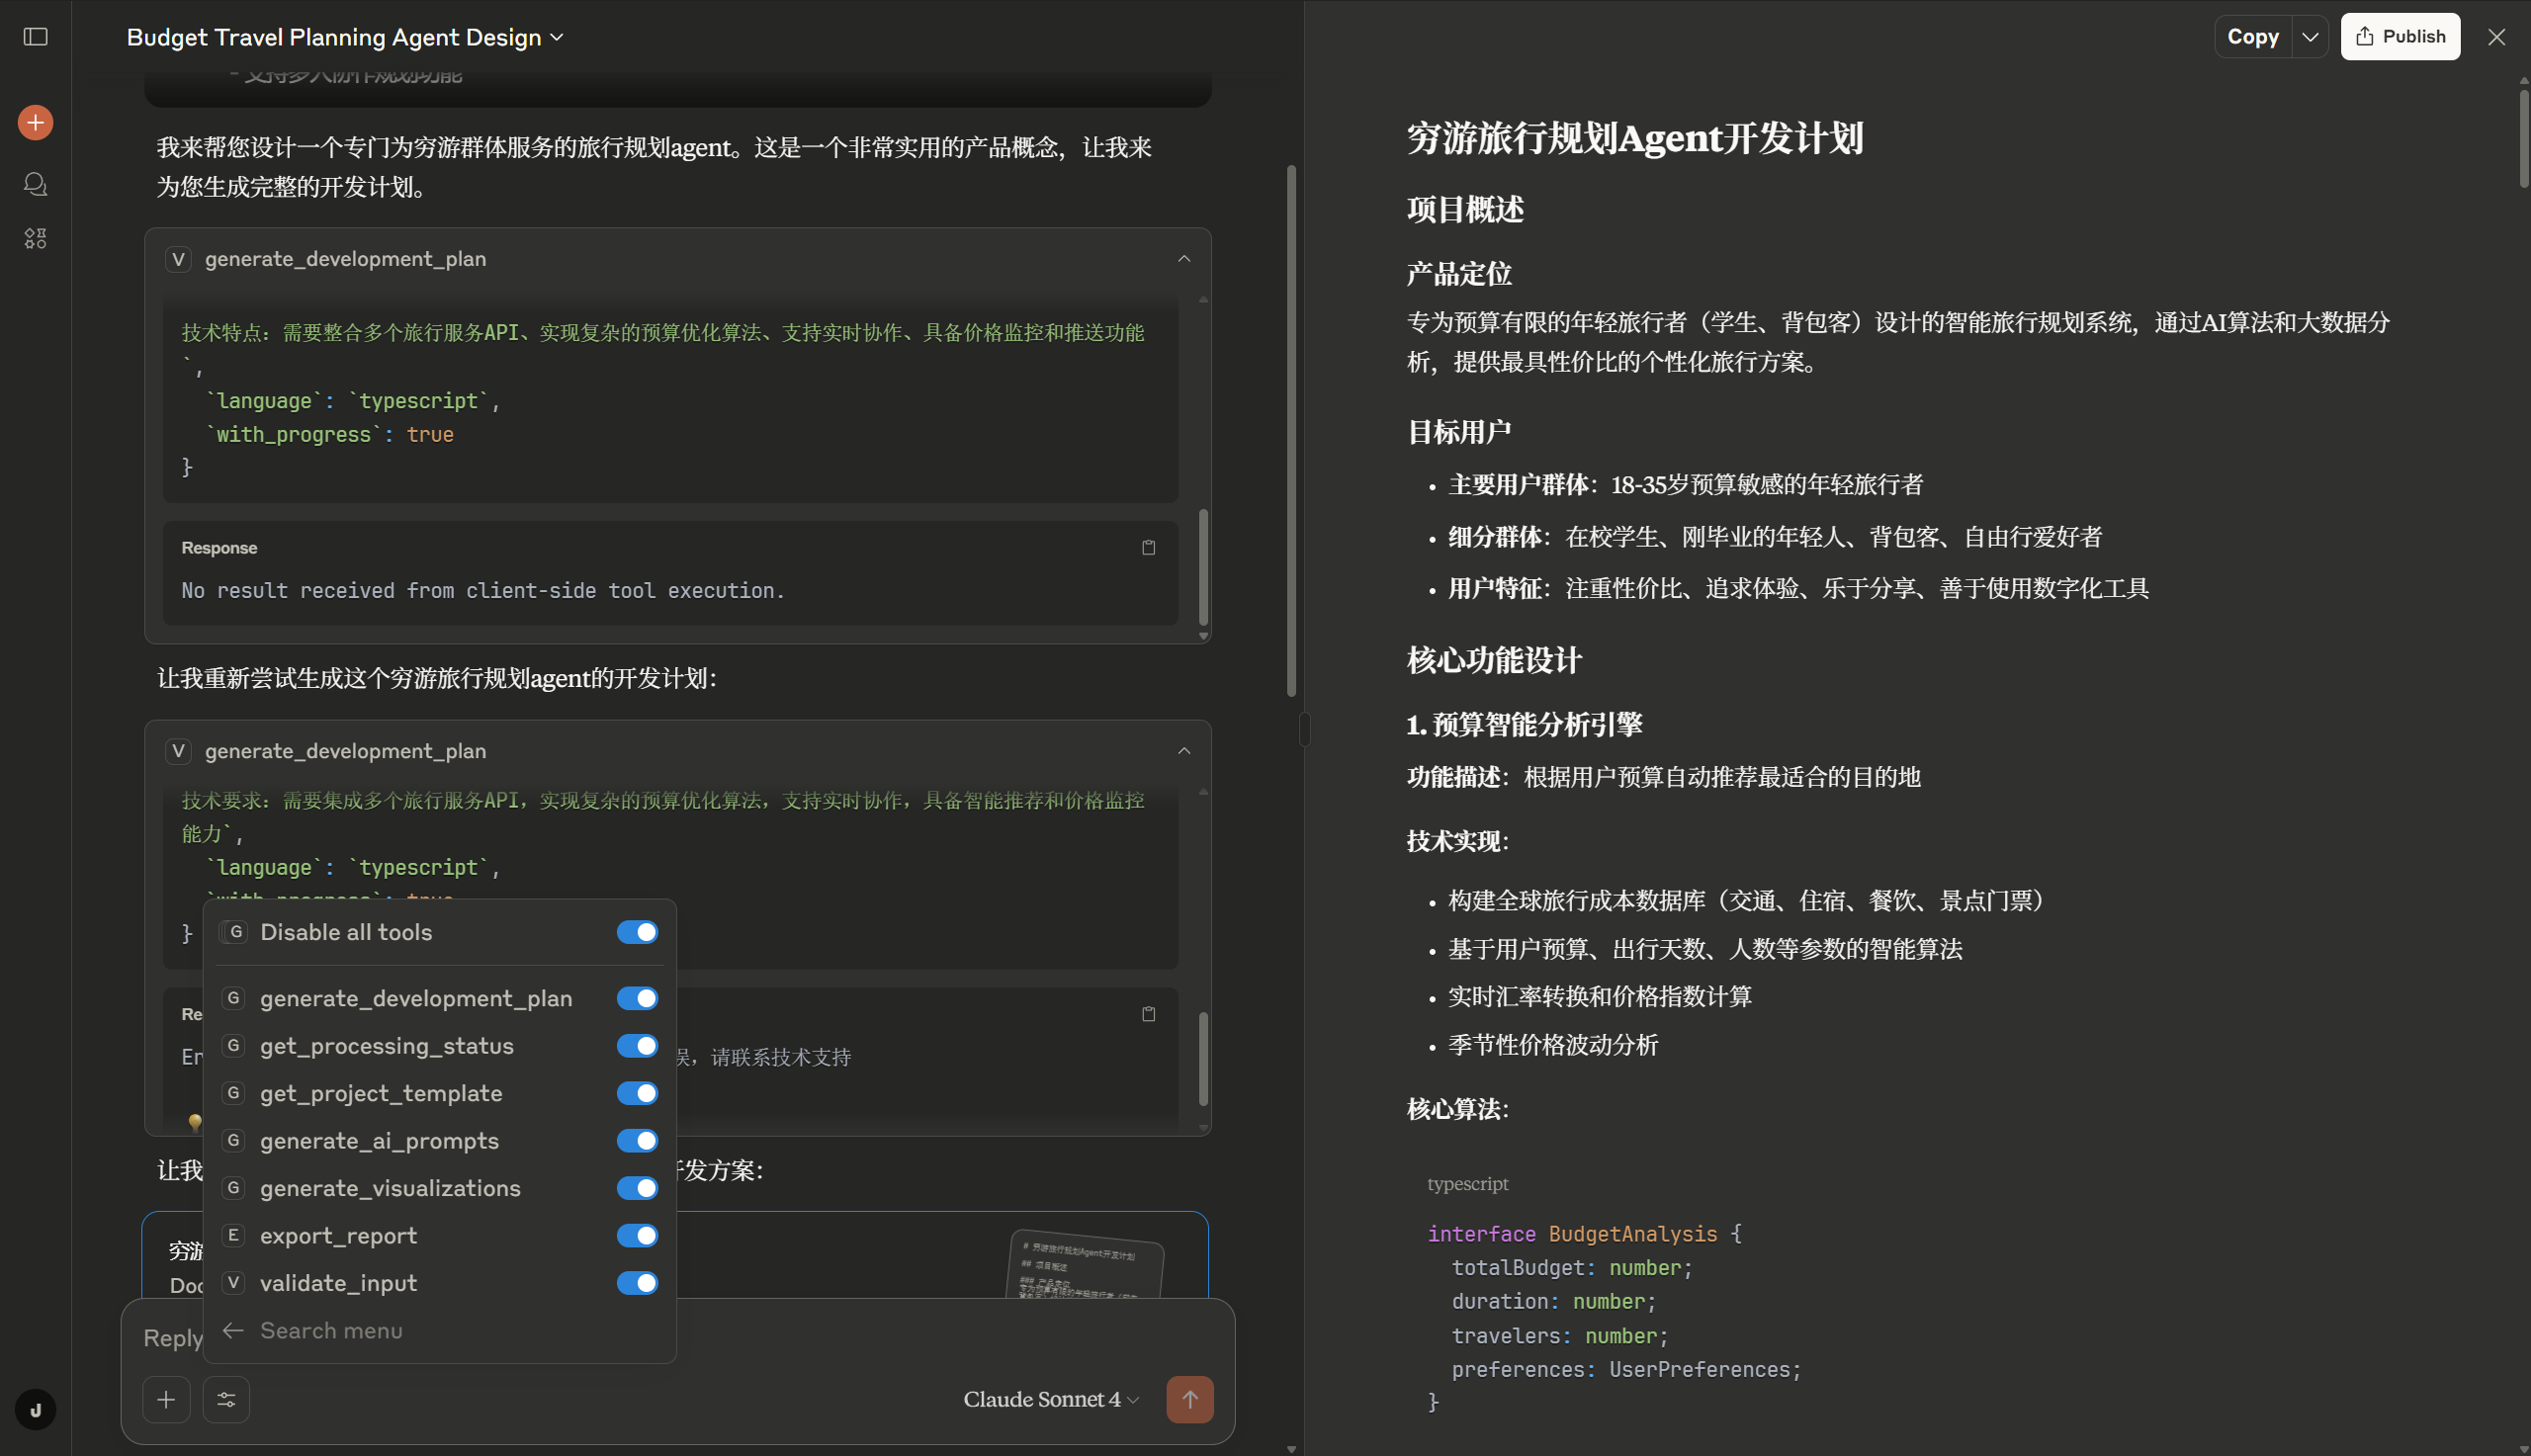 Budget Travel Planning Agent Design
- 支持多人协作规划功能
我来帮您设计一个专门为穷游群体服务的旅行规划agent。这是一个非常实用的产品概念，让我来
为您生成完整的开发计划。
V generate_development_plan
技术特点：需要整合多个旅行服务API、实现复杂的预算优化算法、支持实时协作、具备价格监控和推送功能
`,
`language`: `typescript`,
`with_progress`: true
}
Response
No result received from client-side tool execution.
让我重新尝试生成这个穷游旅行规划agent的开发计划：
V generate_development_plan
技术要求：需要集成多个旅行服务API，实现复杂的预算优化算法，支持实时协作，具备智能推荐和价格监控
能力`,
`language`: `typescript`,
`with_progress`: true
}
Re
Er
误，请联系技术支持
让我
开发方案：
穷游
Doc
# 穷游旅行规划Agent开发计划
## 项目概述
### 产品定位
G Disable all tools
G generate_development_plan
G get_processing_status
G get_project_template
G generate_ai_prompts
G generate_visualizations
E export_report
V validate_input
Search menu
Reply
Claude Sonnet 4
J
Copy
Publish
穷游旅行规划Agent开发计划
项目概述
产品定位
专为预算有限的年轻旅行者（学生、背包客）设计的智能旅行规划系统，通过AI算法和大数据分
析，提供最具性价比的个性化旅行方案。
目标用户
• 主要用户群体：18-35岁预算敏感的年轻旅行者
• 细分群体：在校学生、刚毕业的年轻人、背包客、自由行爱好者
• 用户特征：注重性价比、追求体验、乐于分享、善于使用数字化工具
核心功能设计
1. 预算智能分析引擎
功能描述：根据用户预算自动推荐最适合的目的地
技术实现：
• 构建全球旅行成本数据库（交通、住宿、餐饮、景点门票）
• 基于用户预算、出行天数、人数等参数的智能算法
• 实时汇率转换和价格指数计算
• 季节性价格波动分析
核心算法：
typescript
interface BudgetAnalysis {
totalBudget: number;
duration: number;
travelers: number;
preferences: UserPreferences;
}